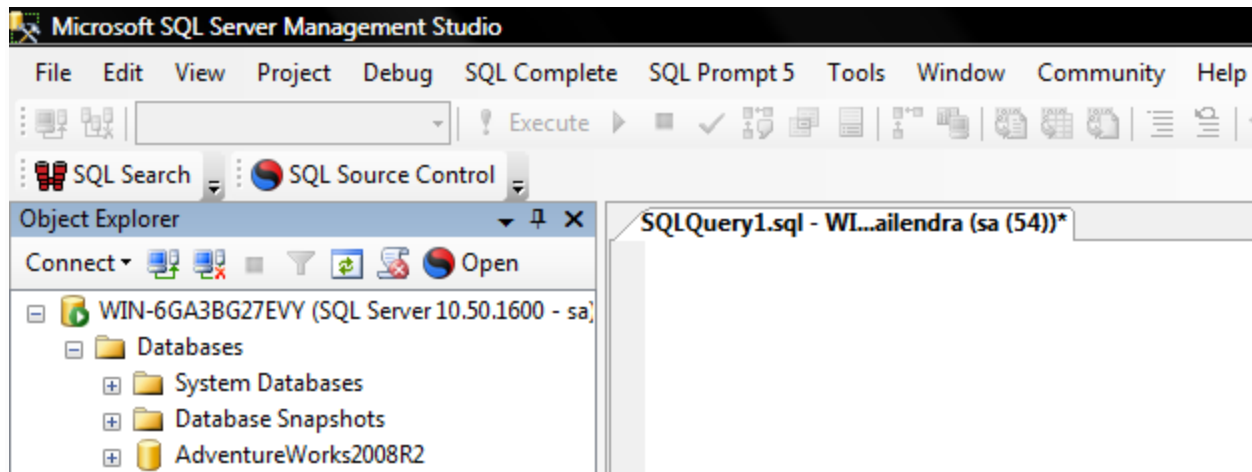 Microsoft SQL Server Management Studio
File Edit View Project Debug SQL Complete SQL Prompt 5 Tools Window Community Help
Execute
SQL Search SQL Source Control
Object Explorer
SQLQuery1.sql - WI...ailendra (sa (54))*
Connect Open
WIN-6GA3BG27EVY (SQL Server 10.50.1600 - sa)
Databases
System Databases
Database Snapshots
AdventureWorks2008R2